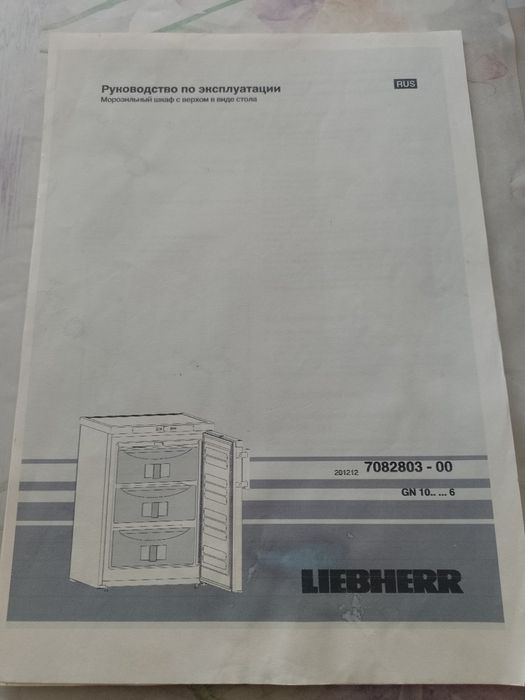 Руководство по эксплуатации
RUS
Морозильный шкаф с верхом в виде стола
201212 7082803 - 00
GN 10.. ... 6
LIEBHERR